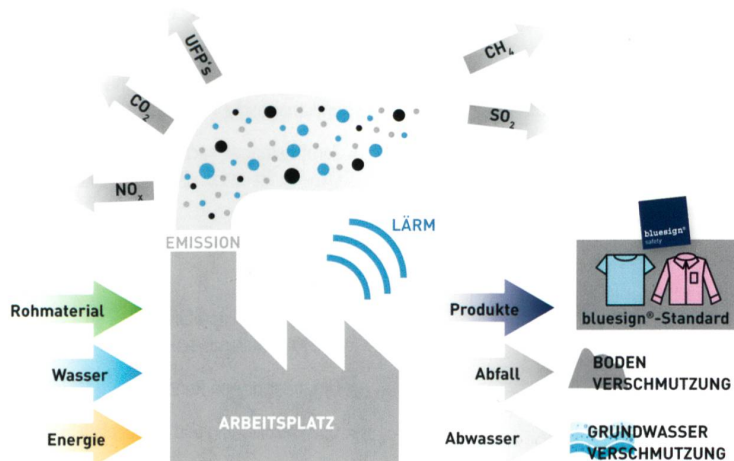 UFP's
CH₄
CO₂
SO₂
NOₓ
LÄRM
EMISSION
bluesign®
safety
Rohmaterial
Produkte
bluesign®-Standard
Wasser
Abfall
BODEN
VERSCHMUTZUNG
ARBEITSPLATZ
Energie
Abwasser
GRUNDWASSER
VERSCHMUTZUNG